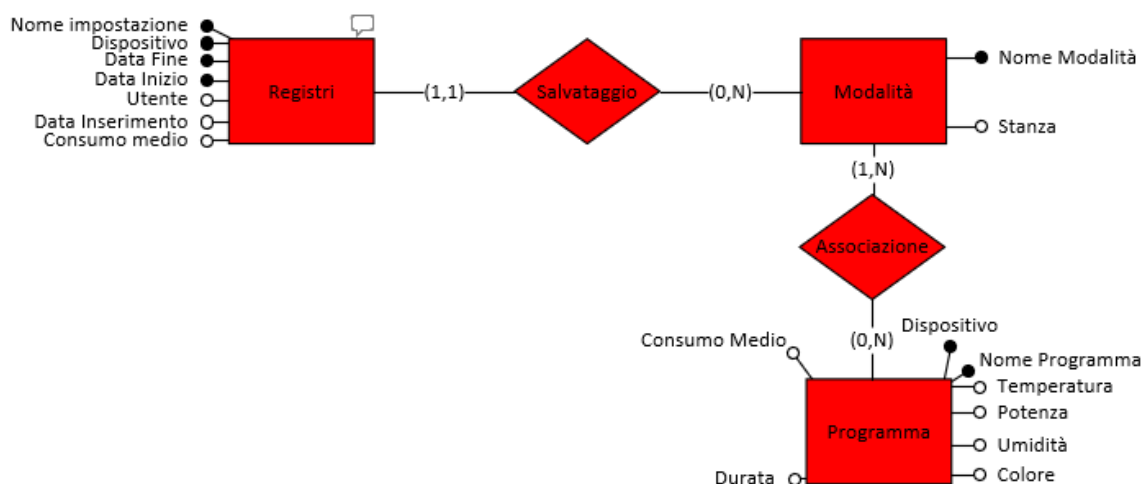 Nome impostazione
Dispositivo
Data Fine
Data Inizio
Utente
Data Inserimento
Consumo medio
Registri
(1,1)
Salvataggio
(0,N)
Modalità
Nome Modalità
Stanza
(1,N)
Associazione
(0,N)
Consumo Medio
Dispositivo
Nome Programma
Temperatura
Potenza
Umidità
Colore
Programma
Durata